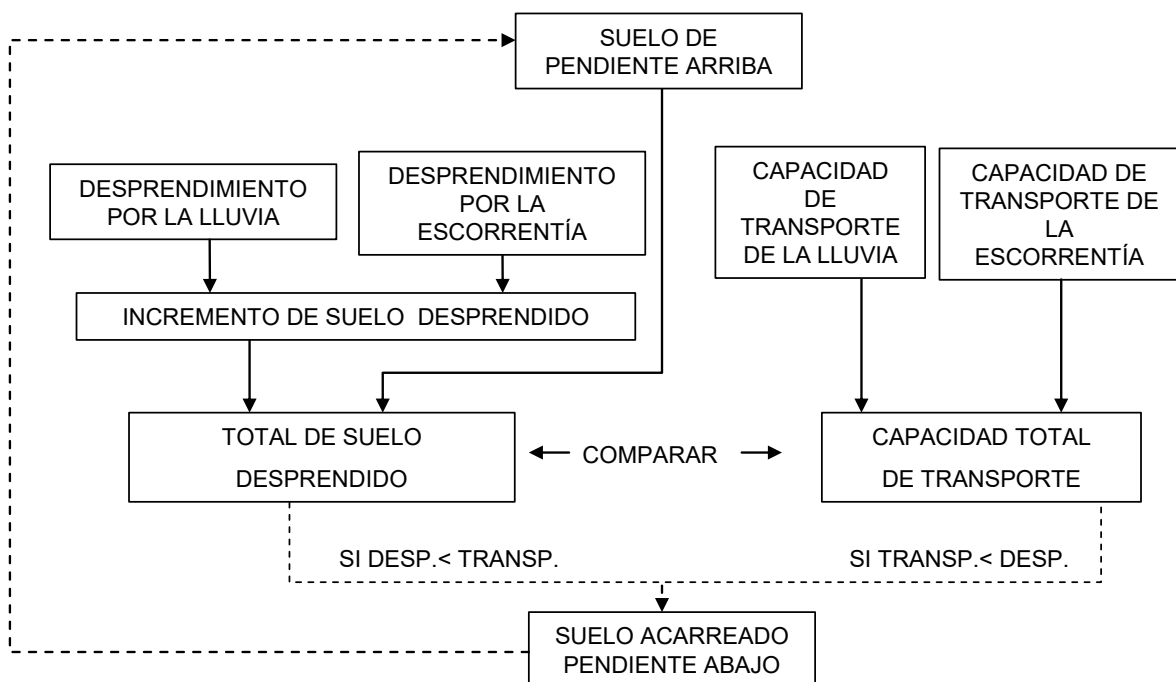 SUELO DE
PENDIENTE ARRIBA
DESPRENDIMIENTO
POR LA LLUVIA
DESPRENDIMIENTO
POR LA
ESCORRENTÍA
CAPACIDAD
DE
TRANSPORTE
DE LA LLUVIA
CAPACIDAD DE
TRANSPORTE DE
LA
ESCORRENTÍA
INCREMENTO DE SUELO DESPRENDIDO
TOTAL DE SUELO
DESPRENDIDO
COMPARAR
CAPACIDAD TOTAL
DE TRANSPORTE
SI DESP.< TRANSP.
SI TRANSP.< DESP.
SUELO ACARREADO
PENDIENTE ABAJO